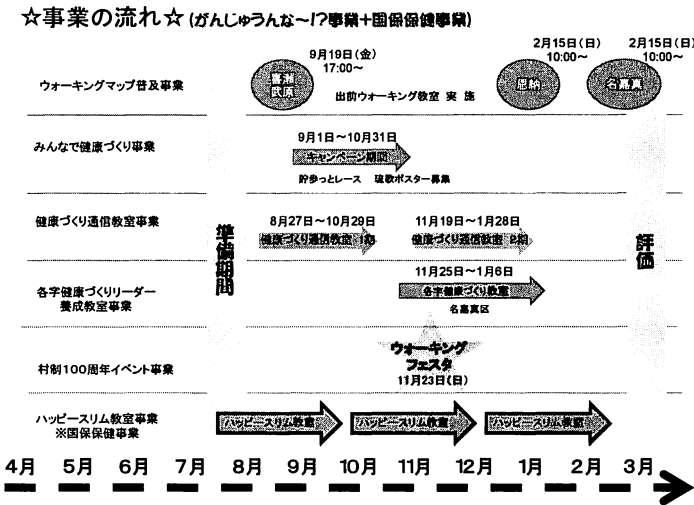 ☆事業の流れ☆(がんじゅうんな～!?事業+国保保健事業)
2月15日(日)
10:00～
2月15日(日)
10:00～
9月19日(金)
17:00～
ウォーキングマップ普及事業
武原
恩納
名嘉真
出前ウォーキング教室 実 施
みんなで健康づくり事業
9月1日～10月31日
キャンペーン期間
貯歩っとレース 琉歌ポスター募集
健康づくり通信教室事業
8月27日～10月29日
健康づくり通信教室 1期
11月19日～1月28日
健康づくり通信教室 2期
準備期間
評価
各字健康づくりリーダー
養成教室事業
11月25日～1月6日
各字健康づくり教室
名嘉真区
村制100周年イベント事業
ウォーキング
フェスタ
11月23日(日)
ハッピースリム教室事業
※国保保健事業
ハッピースリム教室
ハッピースリム教室
ハッピースリム教室
4月 5月 6月 7月 8月 9月 10月 11月 12月 1月 2月 3月